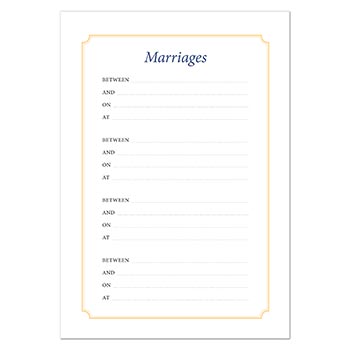 Marriages
BETWEEN
AND
ON
AT
BETWEEN
AND
ON
AT
BETWEEN
AND
ON
AT
BETWEEN
AND
ON
AT